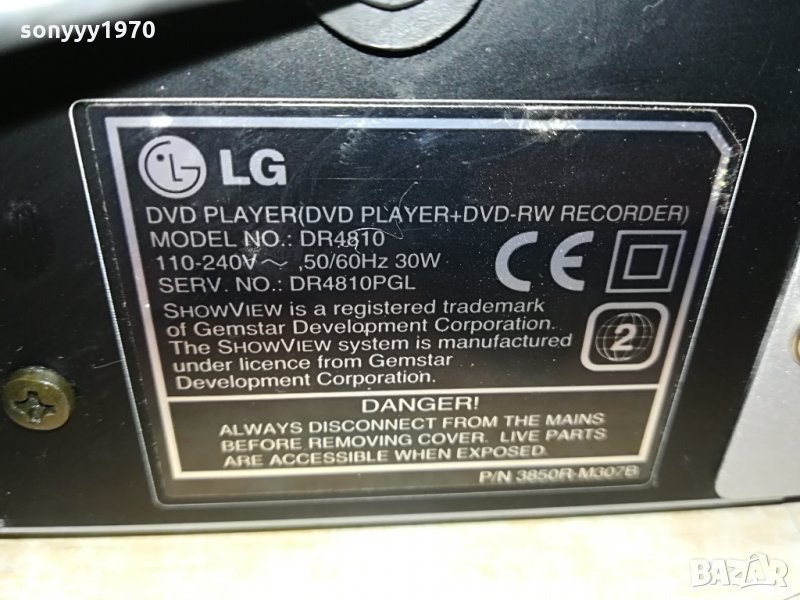 sonyyy1970
LG
DVD PLAYER(DVD PLAYER+DVD-RW RECORDER)
MODEL NO.: DR4810
110-240V ~ ,50/60Hz 30W
SERV. NO.: DR4810PGL
CE
SHOWVIEW is a registered trademark
of Gemstar Development Corporation.
The SHOWVIEW system is manufactured
under licence from Gemstar
Development Corporation.
2
DANGER!
ALWAYS DISCONNECT FROM THE MAINS
BEFORE REMOVING COVER. LIVE PARTS
ARE ACCESSIBLE WHEN EXPOSED.
P/N 3850R-M307B
BAZAR